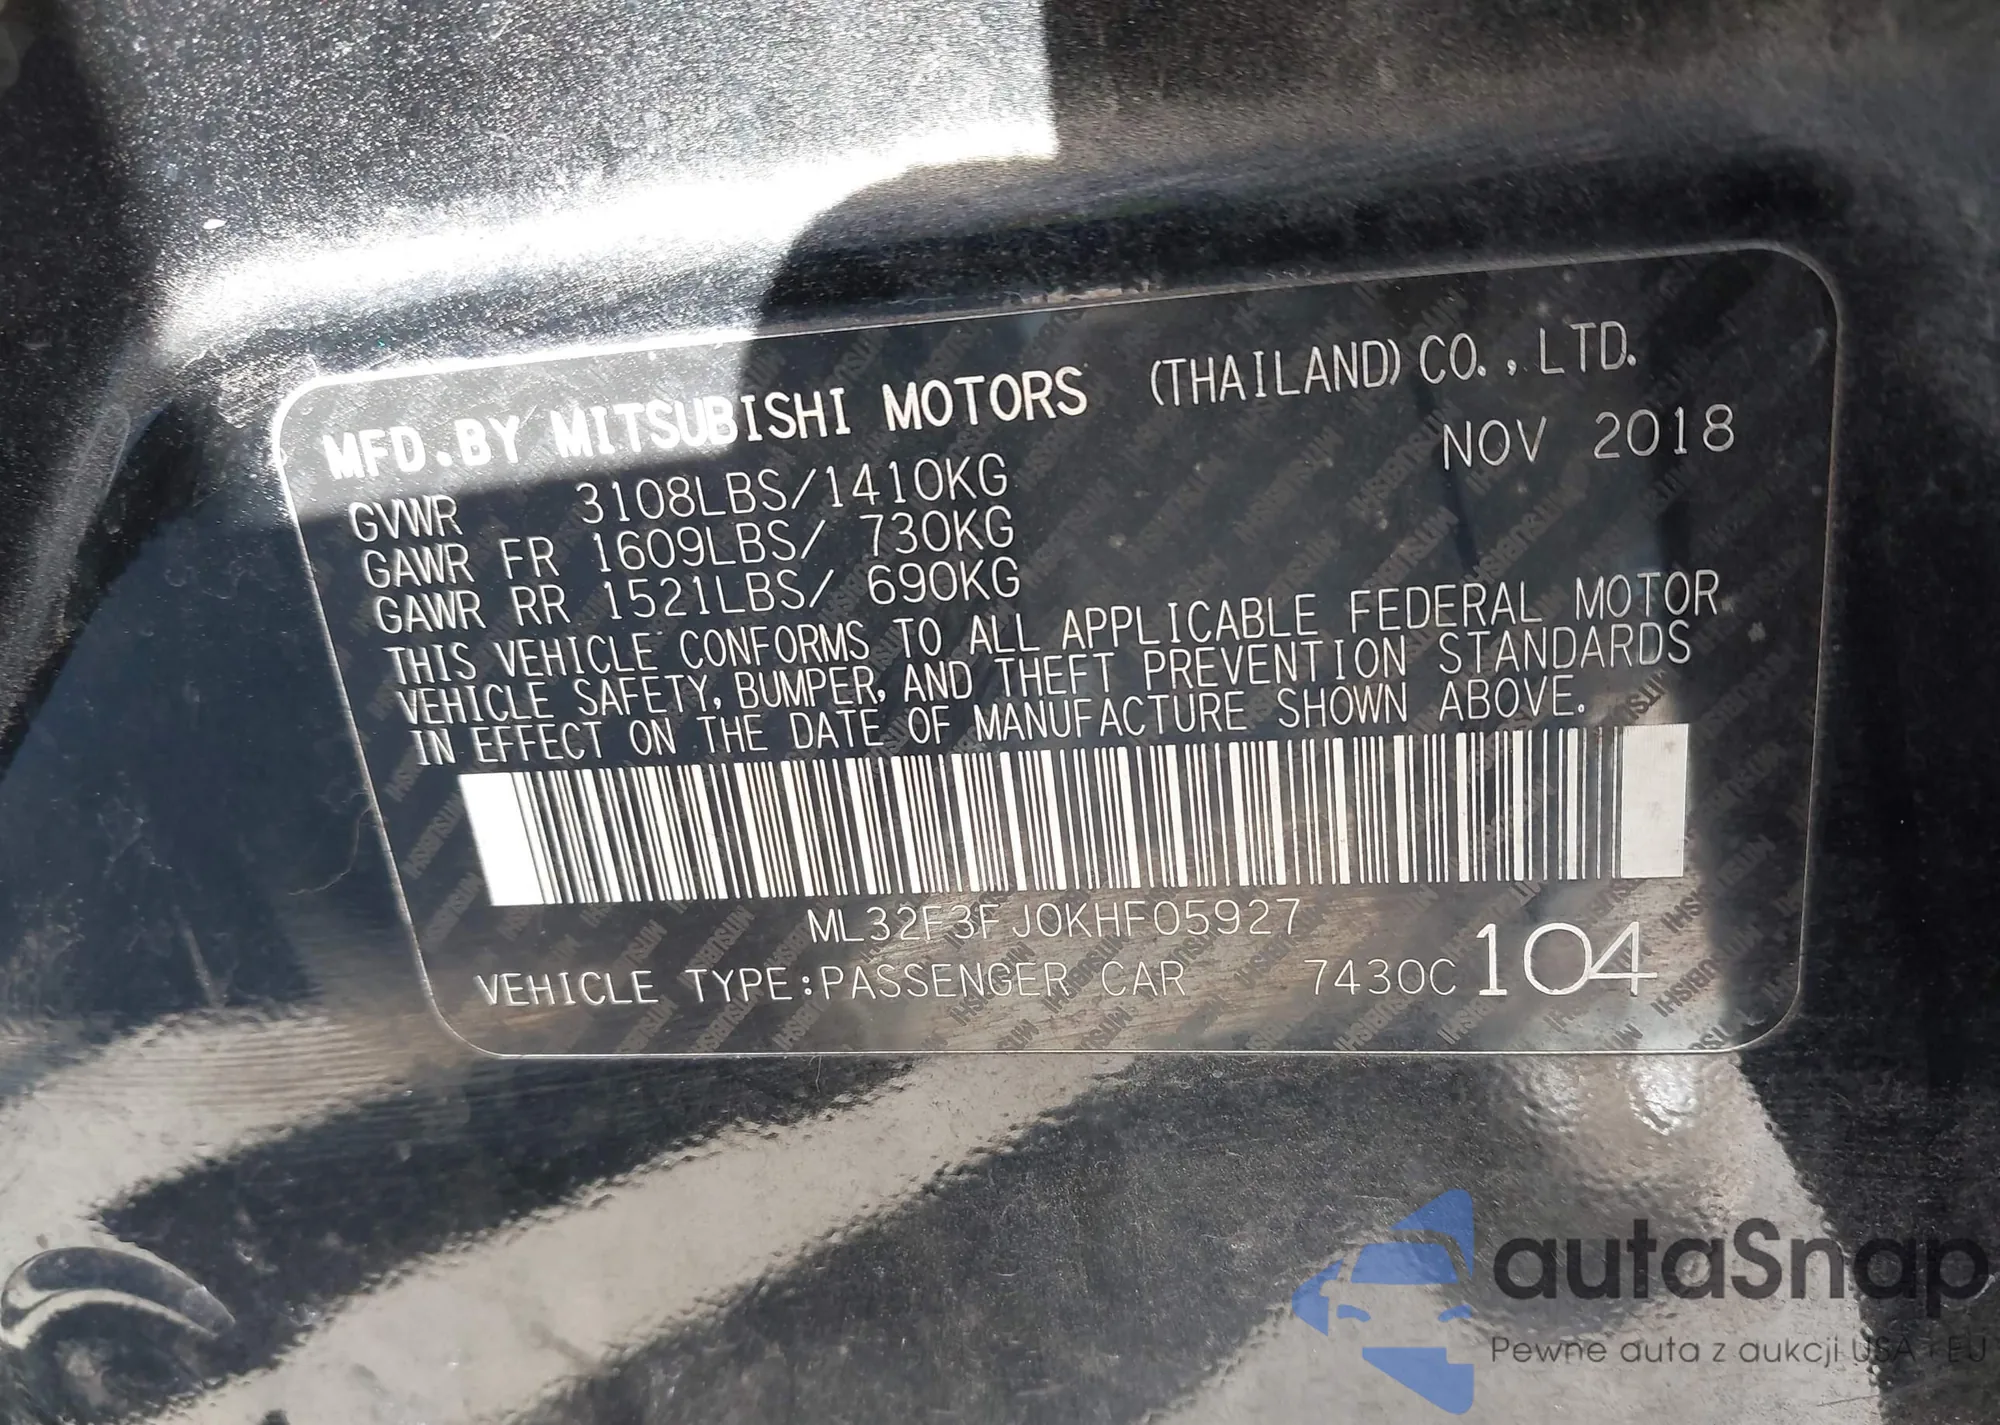 MFD.BY MITSUBISHI MOTORS (THAILAND) CO., LTD.
NOV 2018
GVWR 3108LBS/1410KG
GAWR FR 1609LBS/ 730KG
GAWR RR 1521LBS/ 690KG
THIS VEHICLE CONFORMS TO ALL APPLICABLE FEDERAL MOTOR
VEHICLE SAFETY, BUMPER, AND THEFT PREVENTION STANDARDS
IN EFFECT ON THE DATE OF MANUFACTURE SHOWN ABOVE.
ML32F3FJ0KHF05927
VEHICLE TYPE:PASSENGER CAR 7430C 104
autaSnap
Pewne auta z aukcji USA i EU